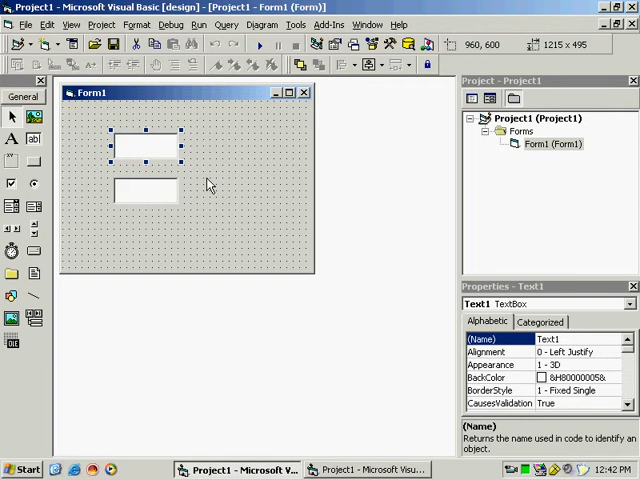 Project1 - Microsoft Visual Basic [design] - [Form1 (Form)]
File Edit View Project Format Debug Run Query Diagram Tools Add-Ins Window Help
960, 600 1215 x 495
General
A
ab|
OLE
Form1
Project - Project1
Project1 (Project1)
Forms
Form1 (Form1)
Properties - Text1
Text1 TextBox
Alphabetic Categorized
(Name) Text1
Alignment 0 - Left Justify
Appearance 1 - 3D
BackColor &H80000005&
BorderStyle 1 - Fixed Single
CausesValidation True
(Name)
Returns the name used in code to identify an
object.
Start Project1 - Microsoft V... Project1 - Microsoft Visu... 12:42 PM